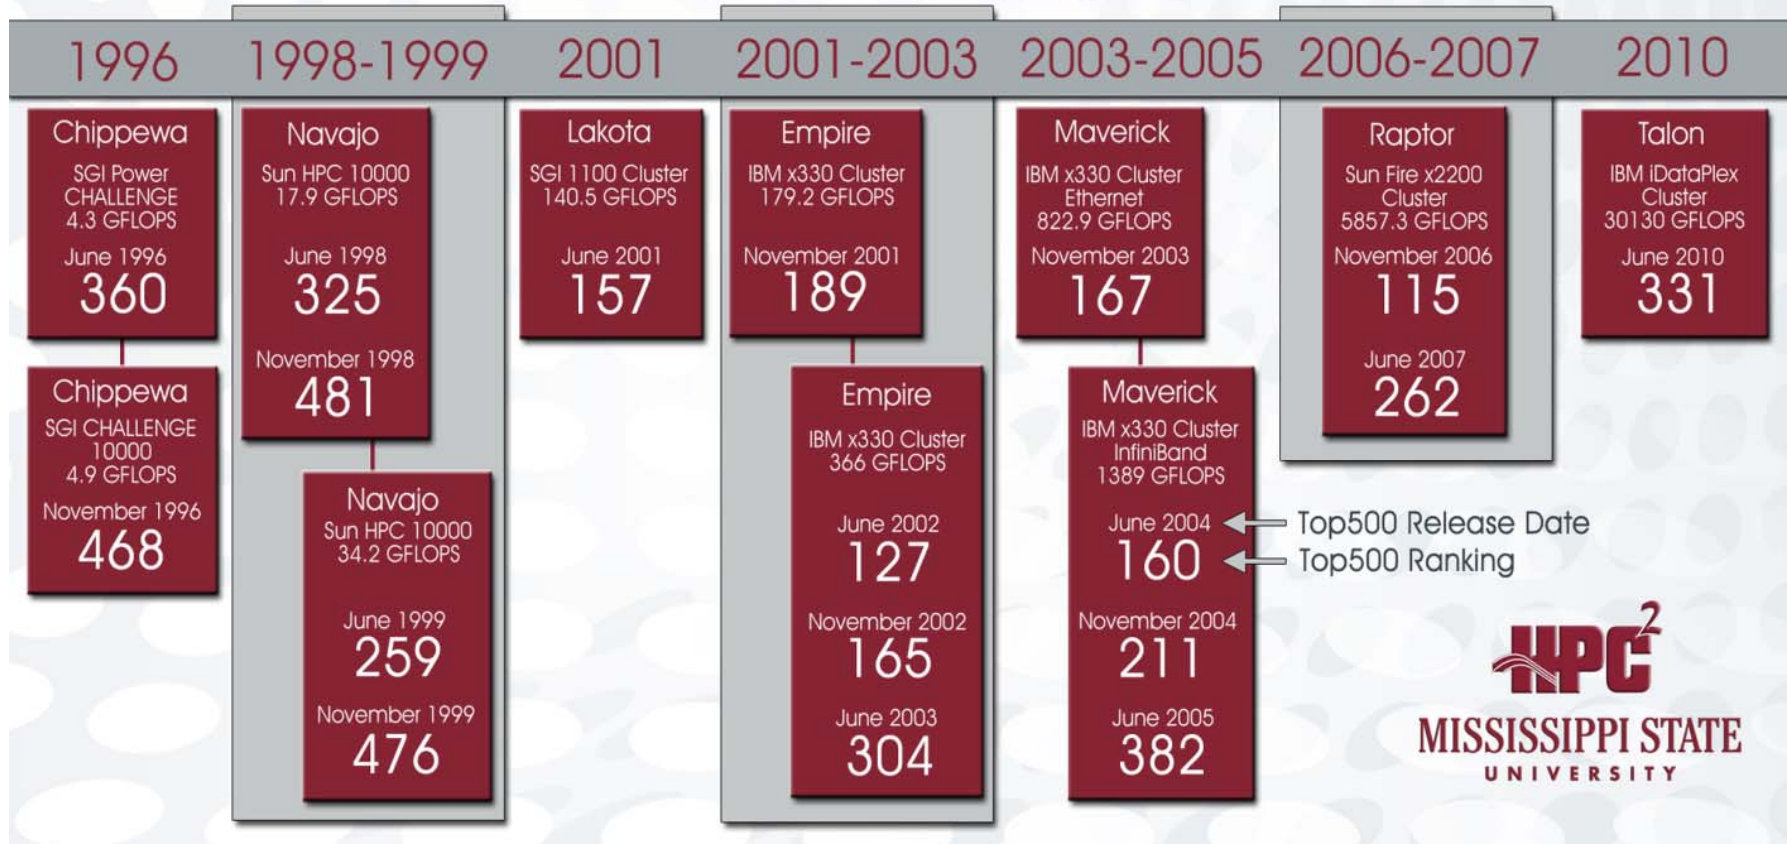 1996
1998-1999
2001
2001-2003
2003-2005
2006-2007
2010
Chippewa
SGI Power
CHALLENGE
4.3 GFLOPS
June 1996
360
Chippewa
SGI CHALLENGE
10000
4.9 GFLOPS
November 1996
468
Navajo
Sun HPC 10000
17.9 GFLOPS
June 1998
325
November 1998
481
Navajo
Sun HPC 10000
34.2 GFLOPS
June 1999
259
November 1999
476
Lakota
SGI 1100 Cluster
140.5 GFLOPS
June 2001
157
Empire
IBM x330 Cluster
179.2 GFLOPS
November 2001
189
Empire
IBM x330 Cluster
366 GFLOPS
June 2002
127
November 2002
165
June 2003
304
Maverick
IBM x330 Cluster
Ethernet
822.9 GFLOPS
November 2003
167
Maverick
IBM x330 Cluster
InfiniBand
1389 GFLOPS
June 2004
160
November 2004
211
June 2005
382
Top500 Release Date
Top500 Ranking
Raptor
Sun Fire x2200
Cluster
5857.3 GFLOPS
November 2006
115
June 2007
262
Talon
IBM iDataPlex
Cluster
30130 GFLOPS
June 2010
331
HPC²
MISSISSIPPI STATE
UNIVERSITY